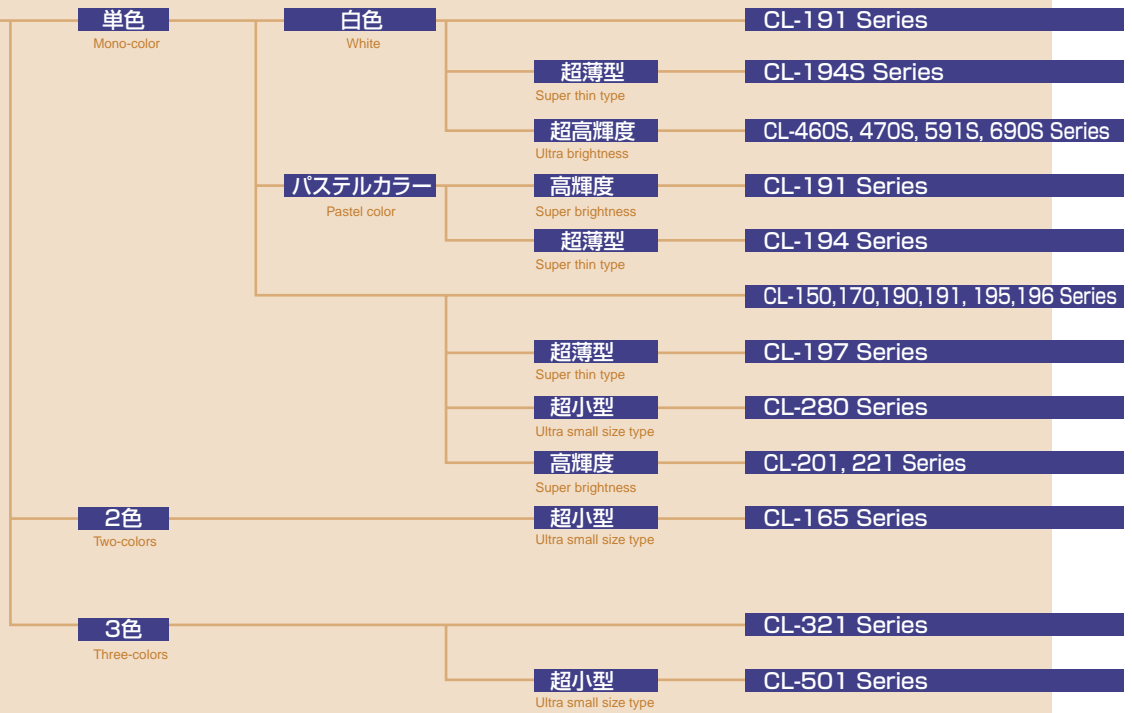 単色
Mono-color
白色
White
CL-191 Series
超薄型
Super thin type
CL-194S Series
超高輝度
Ultra brightness
CL-460S, 470S, 591S, 690S Series
パステルカラー
Pastel color
高輝度
Super brightness
CL-191 Series
超薄型
Super thin type
CL-194 Series
CL-150,170,190,191, 195,196 Series
超薄型
Super thin type
CL-197 Series
超小型
Ultra small size type
CL-280 Series
高輝度
Super brightness
CL-201, 221 Series
2色
Two-colors
超小型
Ultra small size type
CL-165 Series
3色
Three-colors
CL-321 Series
超小型
Ultra small size type
CL-501 Series